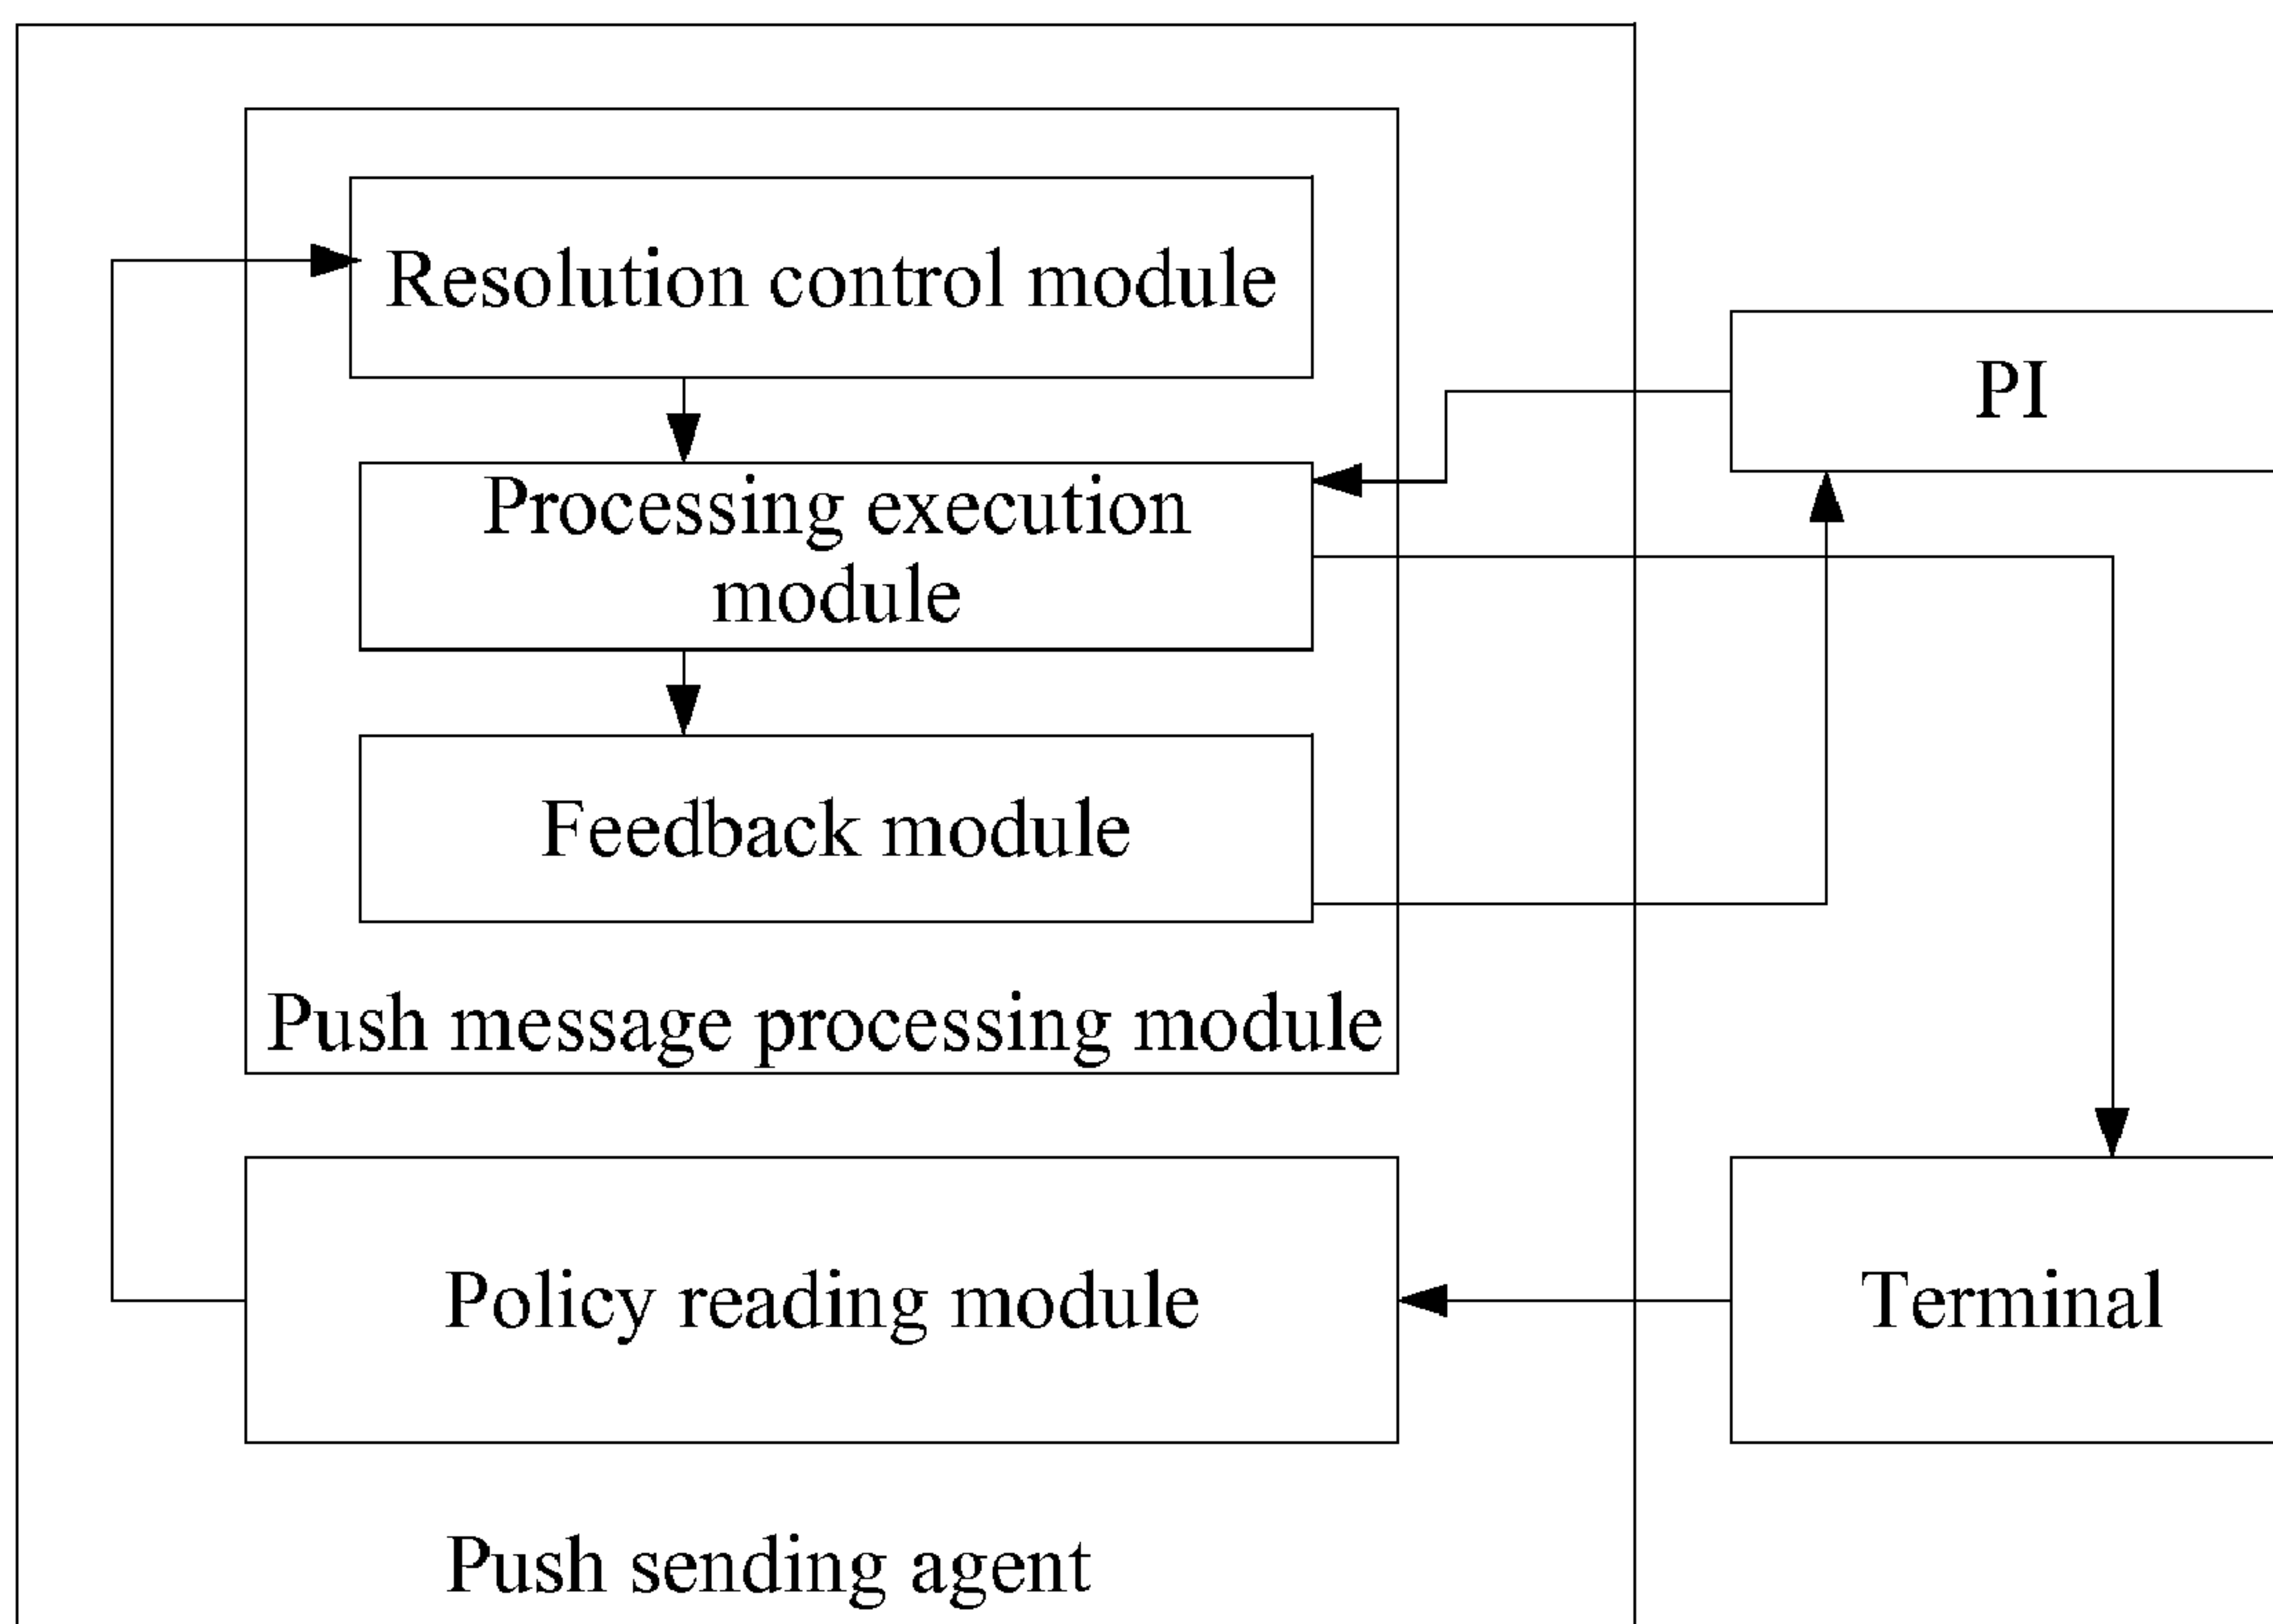 Resolution control module
PI
Processing execution
module
Feedback module
Push message processing module
Policy reading module
Terminal
Push sending agent